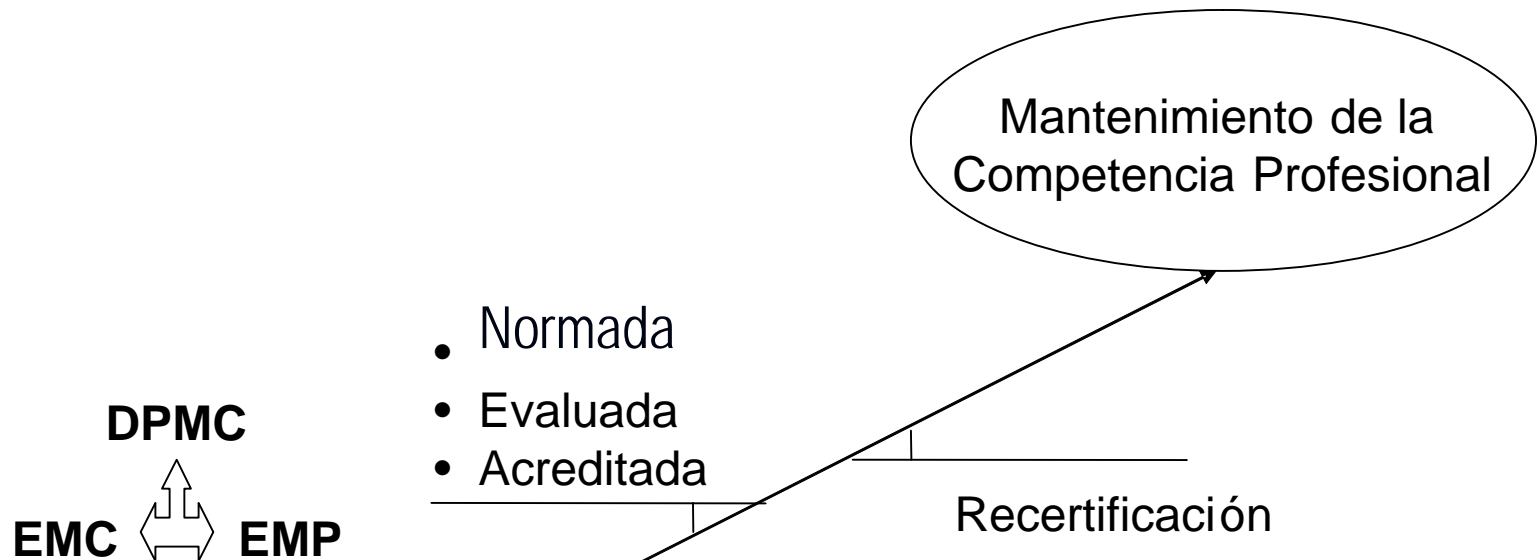 Mantenimiento de la
Competencia Profesional
• Normada
• Evaluada
• Acreditada
DPMC
EMC EMP
Recertificación